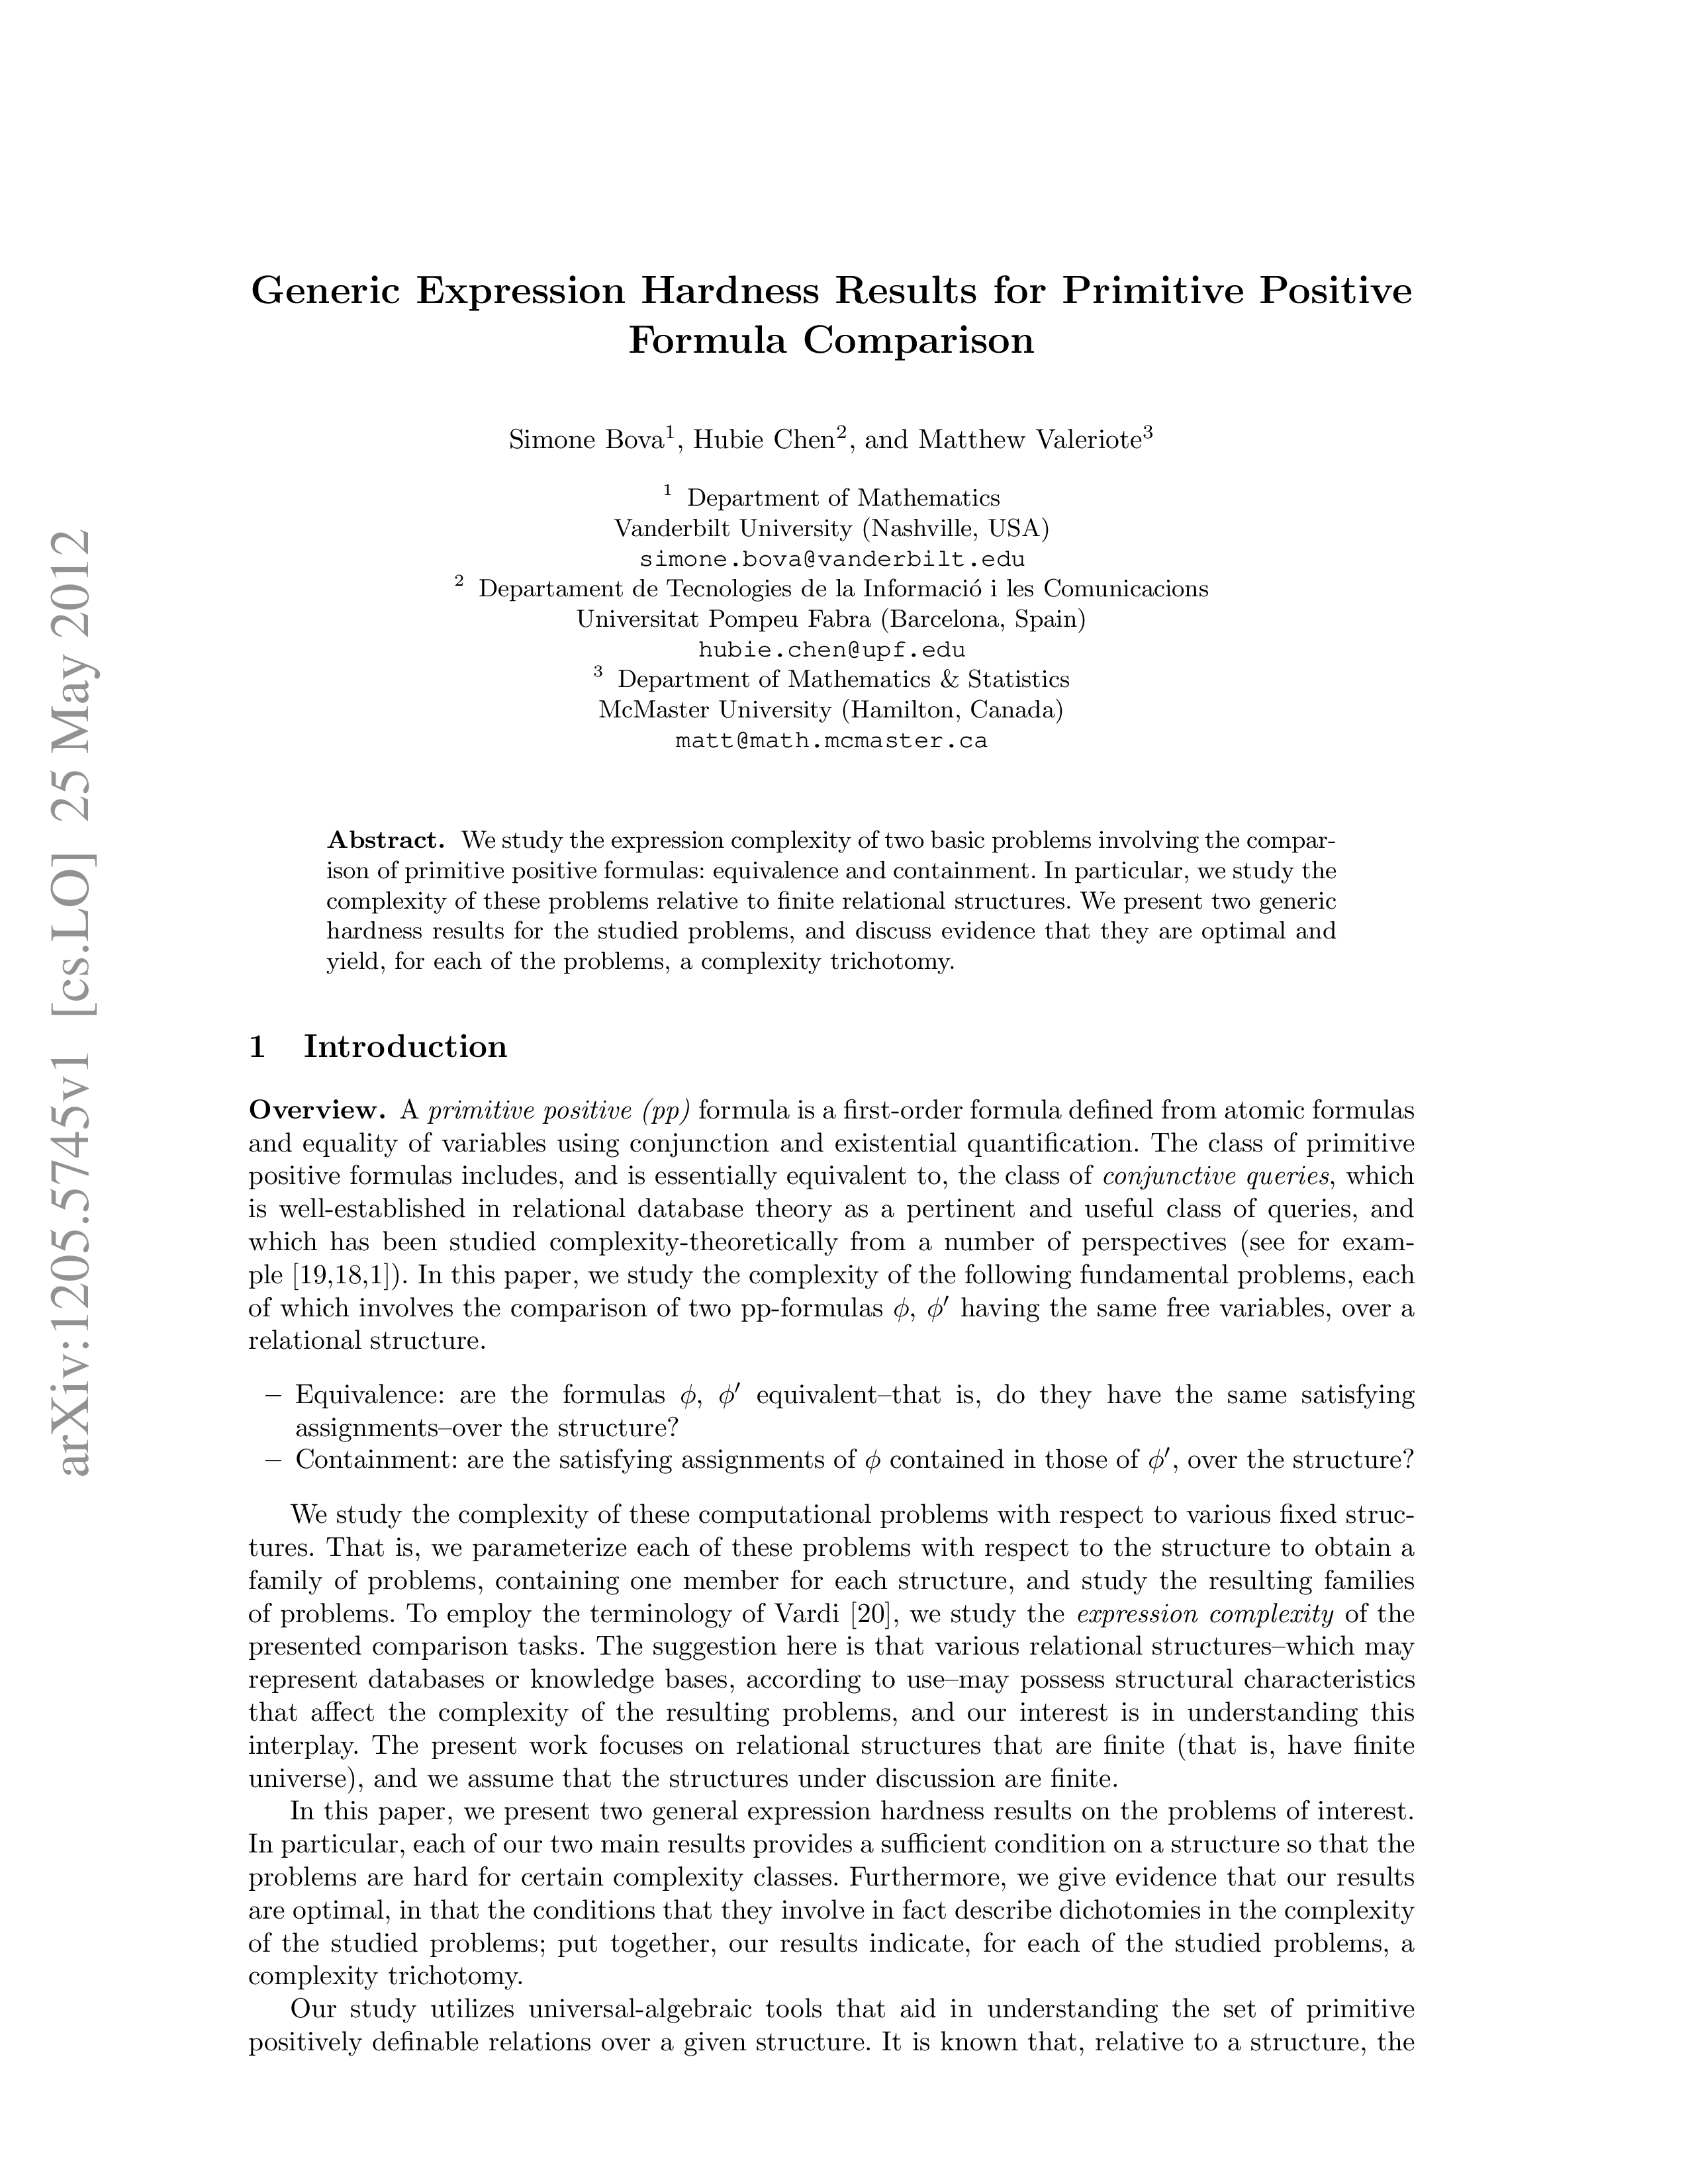 Generic Expression Hardness Results for Primitive Positive
Formula Comparison
Simone Bova1, Hubie Chen2, and Matthew Valeriote3
1 Department of Mathematics
Vanderbilt University (Nashville, USA)
simone.bova@vanderbilt.edu
2 Departament de Tecnologies de la Informació i les Comunicacions
Universitat Pompeu Fabra (Barcelona, Spain)
hubie.chen@upf.edu
3 Department of Mathematics & Statistics
McMaster University (Hamilton, Canada)
matt@math.mcmaster.ca
Abstract. We study the expression complexity of two basic problems involving the compar-
ison of primitive positive formulas: equivalence and containment. In particular, we study the
complexity of these problems relative to finite relational structures. We present two generic
hardness results for the studied problems, and discuss evidence that they are optimal and
yield, for each of the problems, a complexity trichotomy.
1 Introduction
Overview. A primitive positive (pp) formula is a first-order formula defined from atomic formulas
and equality of variables using conjunction and existential quantification. The class of primitive
positive formulas includes, and is essentially equivalent to, the class of conjunctive queries, which
is well-established in relational database theory as a pertinent and useful class of queries, and
which has been studied complexity-theoretically from a number of perspectives (see for exam-
ple [19,18,1]). In this paper, we study the complexity of the following fundamental problems, each
of which involves the comparison of two pp-formulas ϕ, ϕ′ having the same free variables, over a
relational structure.
– Equivalence: are the formulas ϕ, ϕ′ equivalent–that is, do they have the same satisfying
assignments–over the structure?
– Containment: are the satisfying assignments of ϕ contained in those of ϕ′, over the structure?
We study the complexity of these computational problems with respect to various fixed struc-
tures. That is, we parameterize each of these problems with respect to the structure to obtain a
family of problems, containing one member for each structure, and study the resulting families
of problems. To employ the terminology of Vardi [20], we study the expression complexity of the
presented comparison tasks. The suggestion here is that various relational structures–which may
represent databases or knowledge bases, according to use–may possess structural characteristics
that affect the complexity of the resulting problems, and our interest is in understanding this
interplay. The present work focuses on relational structures that are finite (that is, have finite
universe), and we assume that the structures under discussion are finite.
In this paper, we present two general expression hardness results on the problems of interest.
In particular, each of our two main results provides a sufficient condition on a structure so that the
problems are hard for certain complexity classes. Furthermore, we give evidence that our results
are optimal, in that the conditions that they involve in fact describe dichotomies in the complexity
of the studied problems; put together, our results indicate, for each of the studied problems, a
complexity trichotomy.
Our study utilizes universal-algebraic tools that aid in understanding the set of primitive
positively definable relations over a given structure. It is known that, relative to a structure, the
arXiv:1205.5745v1 [cs.LO] 25 May 2012